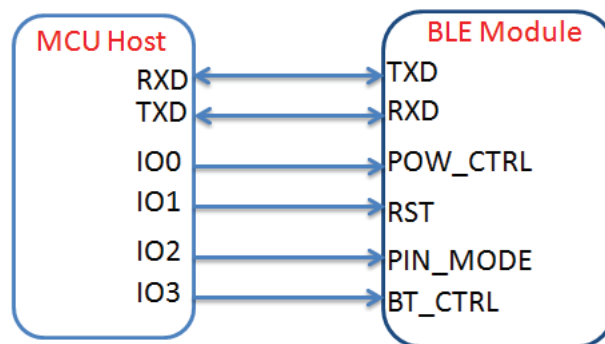 MCU Host
RXD
TXD
IO0
IO1
IO2
IO3
BLE Module
TXD
RXD
POW_CTRL
RST
PIN_MODE
BT_CTRL